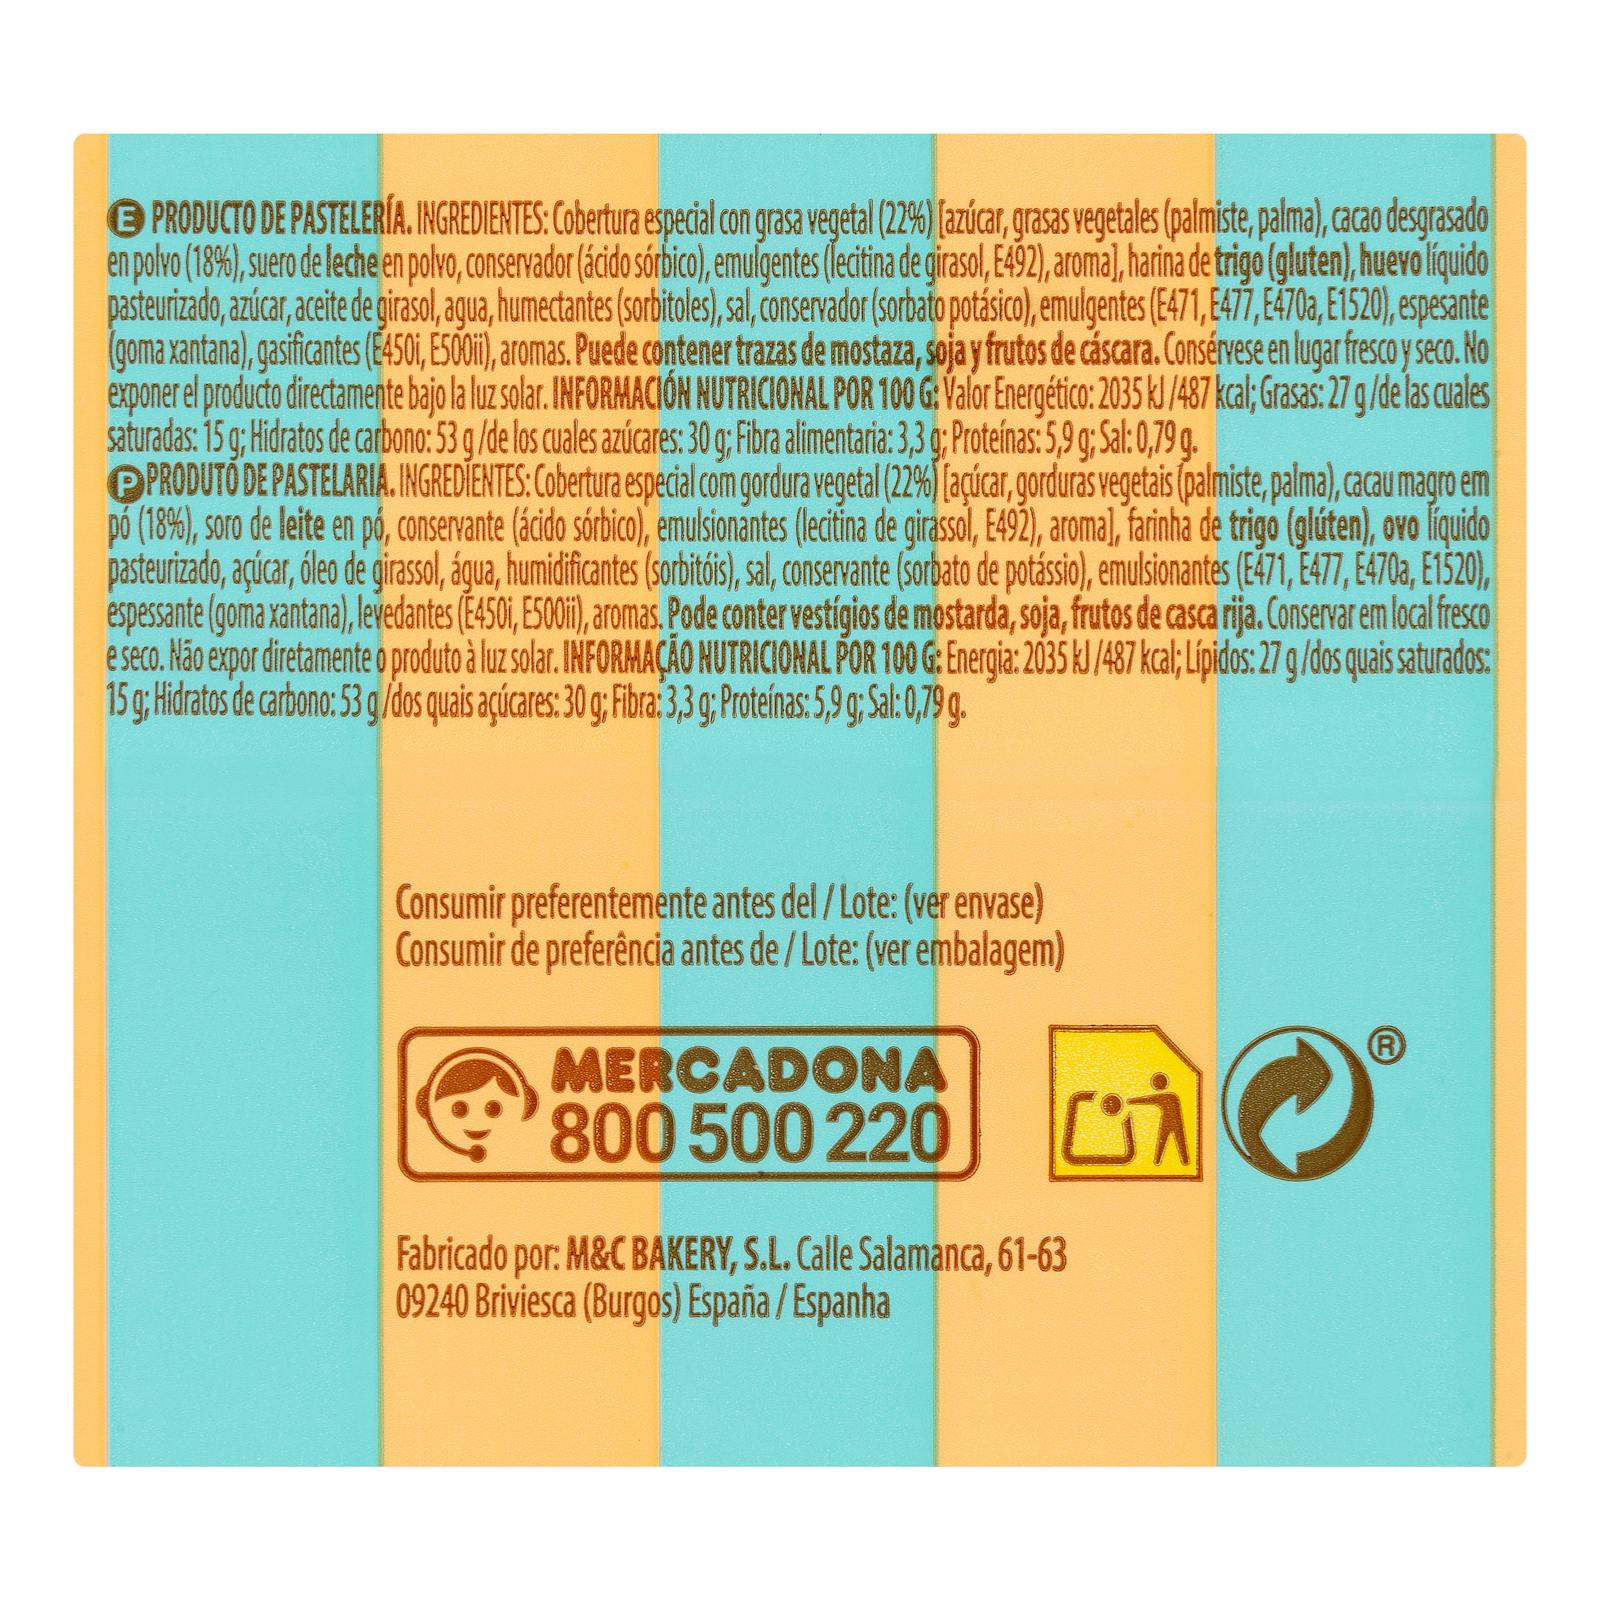 E PRODUCTO DE PASTELERÍA. INGREDIENTES: Cobertura especial con grasa vegetal (22%) [azúcar, grasas vegetales (palmiste, palma), cacao desgrasado
en polvo (18%), suero de leche en polvo, conservador (ácido sórbico), emulgentes (lecitina de girasol, E492), aroma], harina de trigo (gluten), huevo líquido
pasteurizado, azúcar, aceite de girasol, agua, humectantes (sorbitoles), sal, conservador (sorbato potásico), emulgentes (E471, E477, E470a, E1520), espesante
(goma xantana), gasificantes (E450i, E500ii), aromas. Puede contener trazas de mostaza, soja y frutos de cáscara. Consérvese en lugar fresco y seco. No
exponer el producto directamente bajo la luz solar. INFORMACIÓN NUTRICIONAL POR 100 G: Valor Energético: 2035 kJ /487 kcal; Grasas: 27 g /de las cuales
saturadas: 15 g; Hidratos de carbono: 53 g /de los cuales azúcares: 30 g; Fibra alimentaria: 3,3 g; Proteínas: 5,9 g; Sal: 0,79 g.
P PRODUTO DE PASTELARIA. INGREDIENTES: Cobertura especial com gordura vegetal (22%) [açúcar, gorduras vegetais (palmiste, palma), cacau magro em
pó (18%), soro de leite en pó, conservante (ácido sórbico), emulsionantes (lecitina de girassol, E492), aroma], farinha de trigo (glúten), ovo líquido
pasteurizado, açúcar, óleo de girassol, água, humidificantes (sorbitóis), sal, conservante (sorbato de potássio), emulsionantes (E471, E477, E470a, E1520),
espessante (goma xantana), levedantes (E450i, E500ii), aromas. Pode conter vestígios de mostarda, soja, frutos de casca rija. Conservar em local fresco
e seco. Não expor diretamente o produto à luz solar. INFORMAÇÃO NUTRICIONAL POR 100 G: Energia: 2035 kJ /487 kcal; Lípidos: 27 g /dos quais saturados:
15 g; Hidratos de carbono: 53 g /dos quais açúcares: 30 g; Fibra: 3,3 g; Proteínas: 5,9 g; Sal: 0,79 g.
Consumir preferentemente antes del / Lote: (ver envase)
Consumir de preferência antes de / Lote: (ver embalagem)
MERCADONA
800 500 220
®
Fabricado por: M&C BAKERY, S.L. Calle Salamanca, 61-63
09240 Briviesca (Burgos) España / Espanha